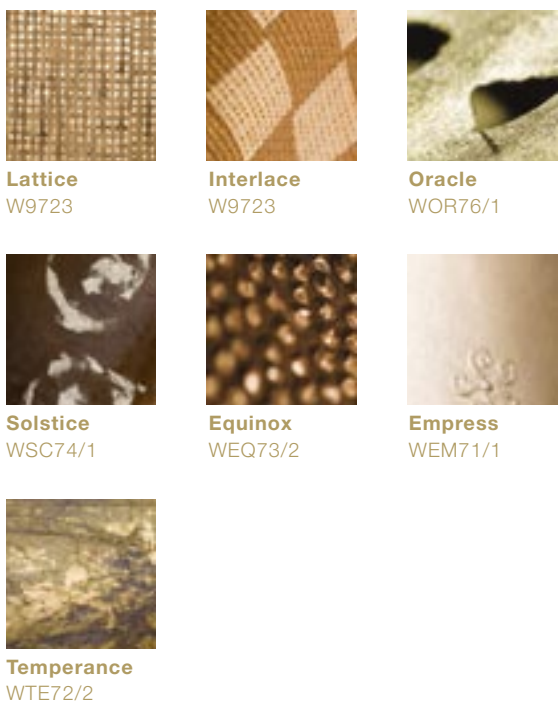 Lattice
W9723
Interlace
W9723
Oracle
WOR76/1
Solstice
WSC74/1
Equinox
WEQ73/2
Empress
WEM71/1
Temperance
WTE72/2